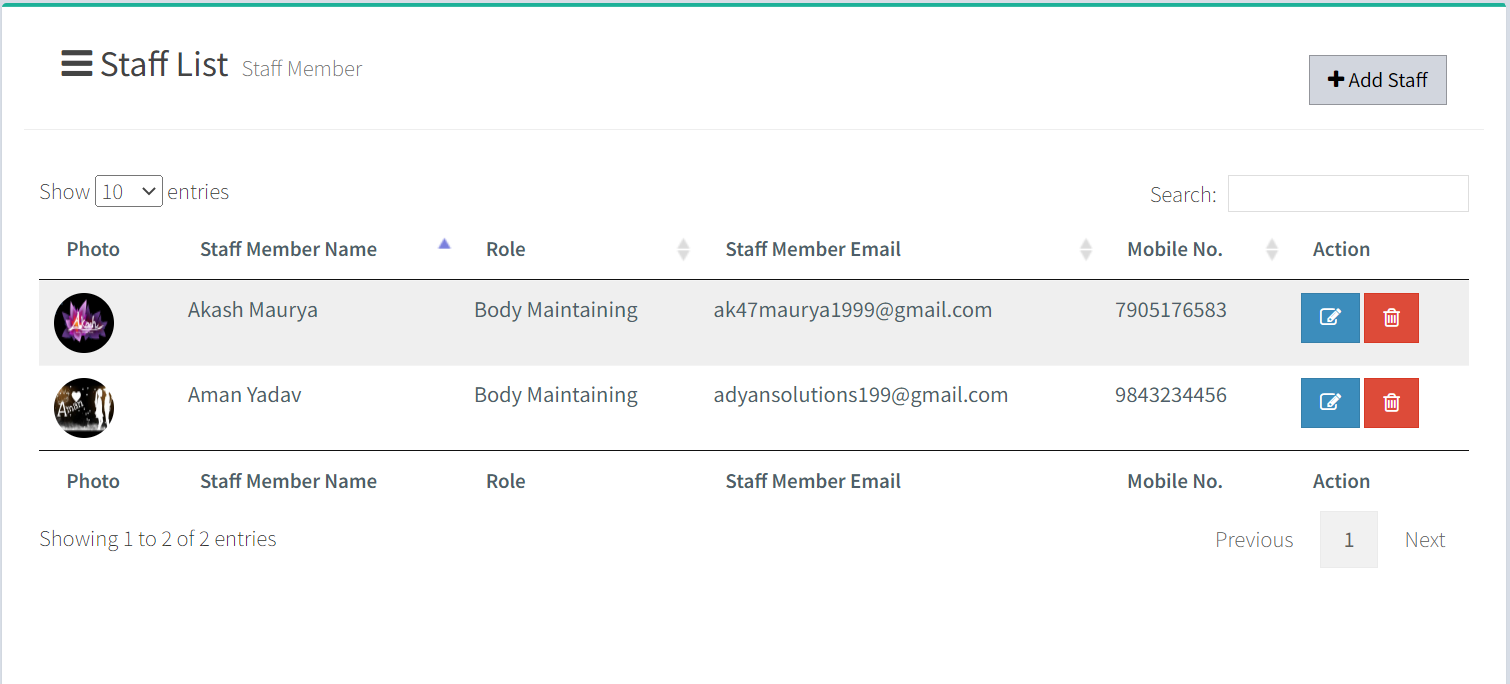 Staff List Staff Member
Add Staff
Show 10 entries
Search:
Photo Staff Member Name Role Staff Member Email Mobile No. Action
Akash
Akash Maurya Body Maintaining ak47maurya1999@gmail.com 7905176583
Aman
Aman Yadav Body Maintaining adyansolutions199@gmail.com 9843234456
Photo Staff Member Name Role Staff Member Email Mobile No. Action
Showing 1 to 2 of 2 entries
Previous 1 Next